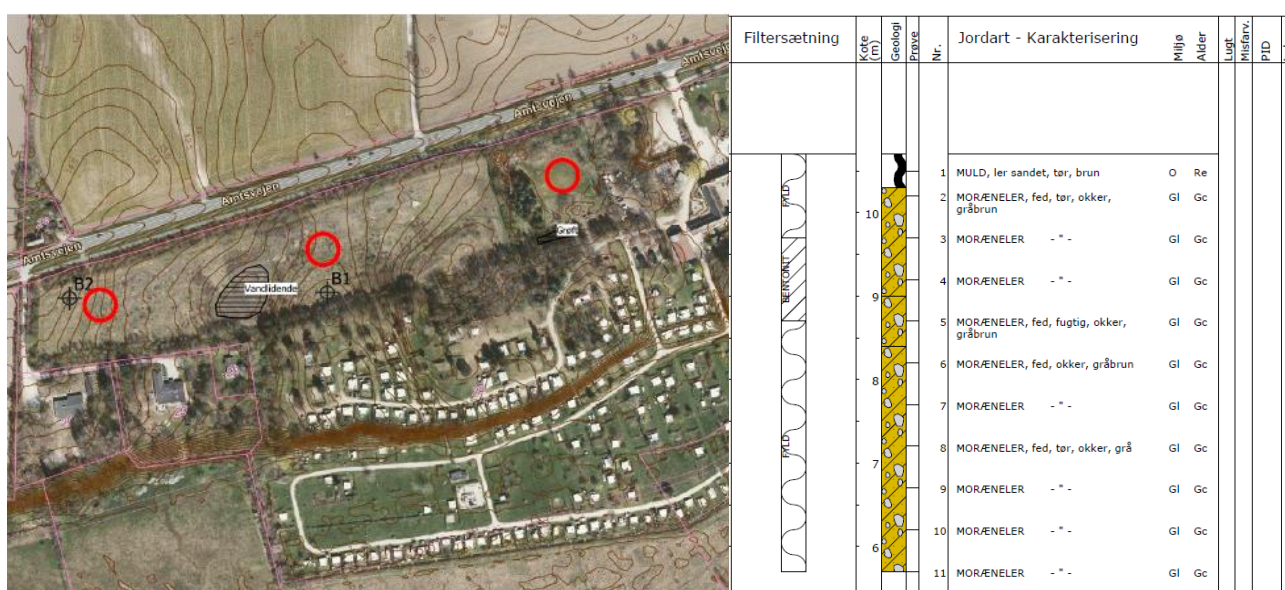 Amtsvejen
Amtsvejen
Amtsvejen
Amtsvejen
Grøft
B2
Vandlidende
B1
Filtersætning
Kote (m)
Geologi
Prøve
Nr.
Jordart - Karakterisering
Miljø
Alder
Lugt
Misfarv.
PID
FYLD
BENTONIT
FYLD
10
9
8
7
6
1 MULD, ler sandet, tør, brun O Re
2 MORÆNELER, fed, tør, okker, Gl Gc
gråbrun
3 MORÆNELER - " - Gl Gc
4 MORÆNELER - " - Gl Gc
5 MORÆNELER, fed, fugtig, okker, Gl Gc
gråbrun
6 MORÆNELER, fed, okker, gråbrun Gl Gc
7 MORÆNELER - " - Gl Gc
8 MORÆNELER, fed, tør, okker, grå Gl Gc
9 MORÆNELER - " - Gl Gc
10 MORÆNELER - " - Gl Gc
11 MORÆNELER - " - Gl Gc